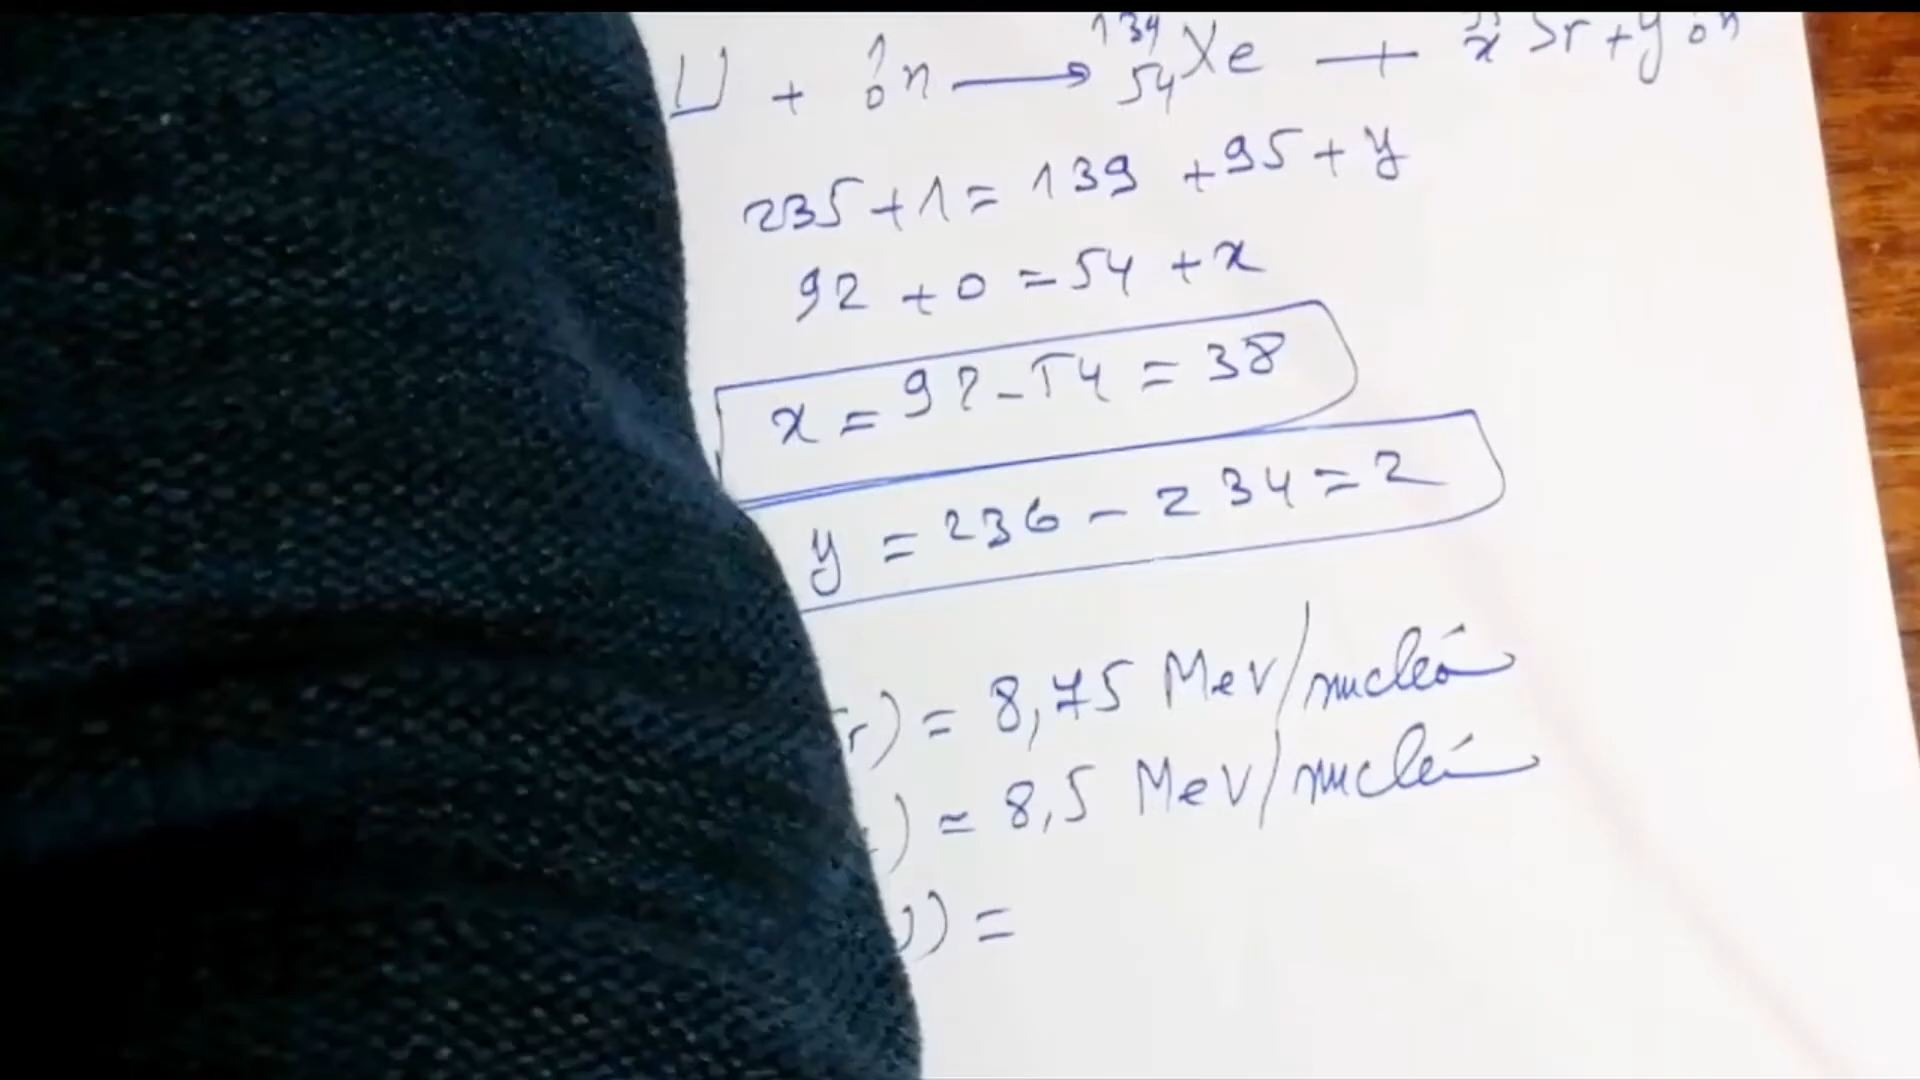 U + ¹₀n → ¹³⁹₅₄Xe + ₓSr + y ₀n
235 + 1 = 139 + 95 + y
92 + 0 = 54 + x
x = 92 - 54 = 38
y = 236 - 234 = 2
r) = 8,75 MeV/nucléon
) = 8,5 MeV/nucléon
) =